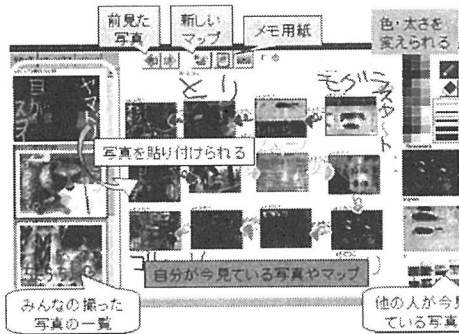 前見た
写真
新しい
マップ
メモ用紙
色・太さを
変えられる
とり
モグラ
スタート
写真を貼り付けられる
自分が今見ている写真やマップ
みんなの撮った
写真の一覧
他の人が今見
ている写真